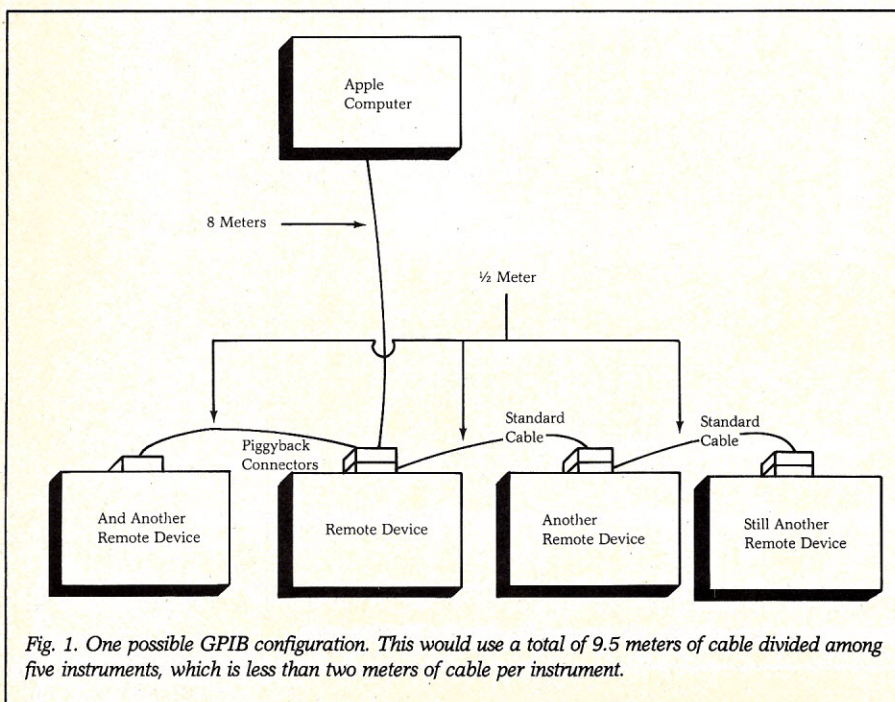 Apple
Computer
8 Meters
½ Meter
Standard
Cable
Standard
Cable
Piggyback
Connectors
And Another
Remote Device
Remote Device
Another
Remote Device
Still Another
Remote Device
Fig. 1. One possible GPIB configuration. This would use a total of 9.5 meters of cable divided among
five instruments, which is less than two meters of cable per instrument.